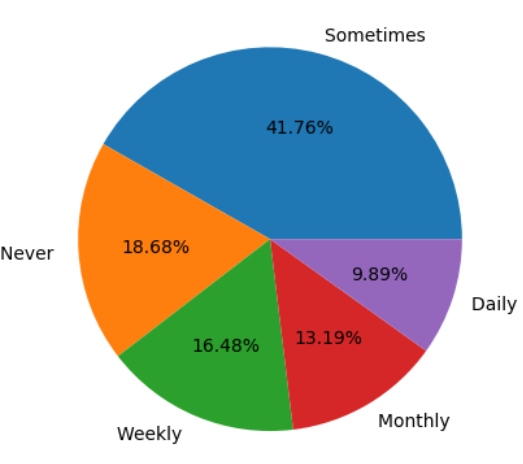 Sometimes
41.76%
Never
18.68%
9.89%
Daily
16.48%
13.19%
Monthly
Weekly